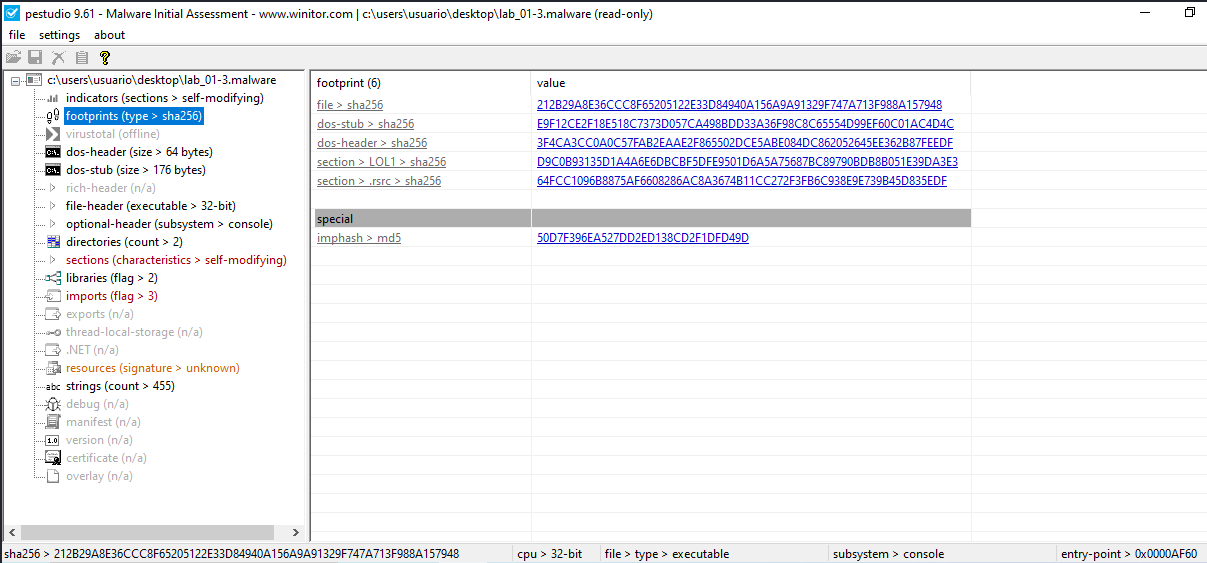 pestudio 9.61 - Malware Initial Assessment - www.winitor.com | c:\users\usuario\desktop\lab_01-3.malware (read-only)
file settings about
c:\users\usuario\desktop\lab_01-3.malware
indicators (sections > self-modifying)
footprints (type > sha256)
virustotal (offline)
dos-header (size > 64 bytes)
dos-stub (size > 176 bytes)
rich-header (n/a)
file-header (executable > 32-bit)
optional-header (subsystem > console)
directories (count > 2)
sections (characteristics > self-modifying)
libraries (flag > 2)
imports (flag > 3)
exports (n/a)
thread-local-storage (n/a)
.NET (n/a)
resources (signature > unknown)
abc strings (count > 455)
debug (n/a)
manifest (n/a)
1.0 version (n/a)
certificate (n/a)
overlay (n/a)
footprint (6) value
file > sha256 212B29A8E36CCC8F65205122E33D84940A156A9A91329F747A713F988A157948
dos-stub > sha256 E9F12CE2F18E518C7373D057CA498BDD33A36F98C8C65554D99EF60C01AC4D4C
dos-header > sha256 3F4CA3CC0A0C57FAB2EAAE2F865502DCE5ABE084DC862052645EE362B87FEEDF
section > LOL1 > sha256 D9C0B93135D1A4A6E6DBCBF5DFE9501D6A5A75687BC89790BDB8B051E39DA3E3
section > .rsrc > sha256 64FCC1096B8875AF6608286AC8A3674B11CC272F3FB6C938E9E739B45D835EDF
special
imphash > md5 50D7F396EA527DD2ED138CD2F1DFD49D
sha256 > 212B29A8E36CCC8F65205122E33D84940A156A9A91329F747A713F988A157948 cpu > 32-bit file > type > executable subsystem > console entry-point > 0x0000AF60